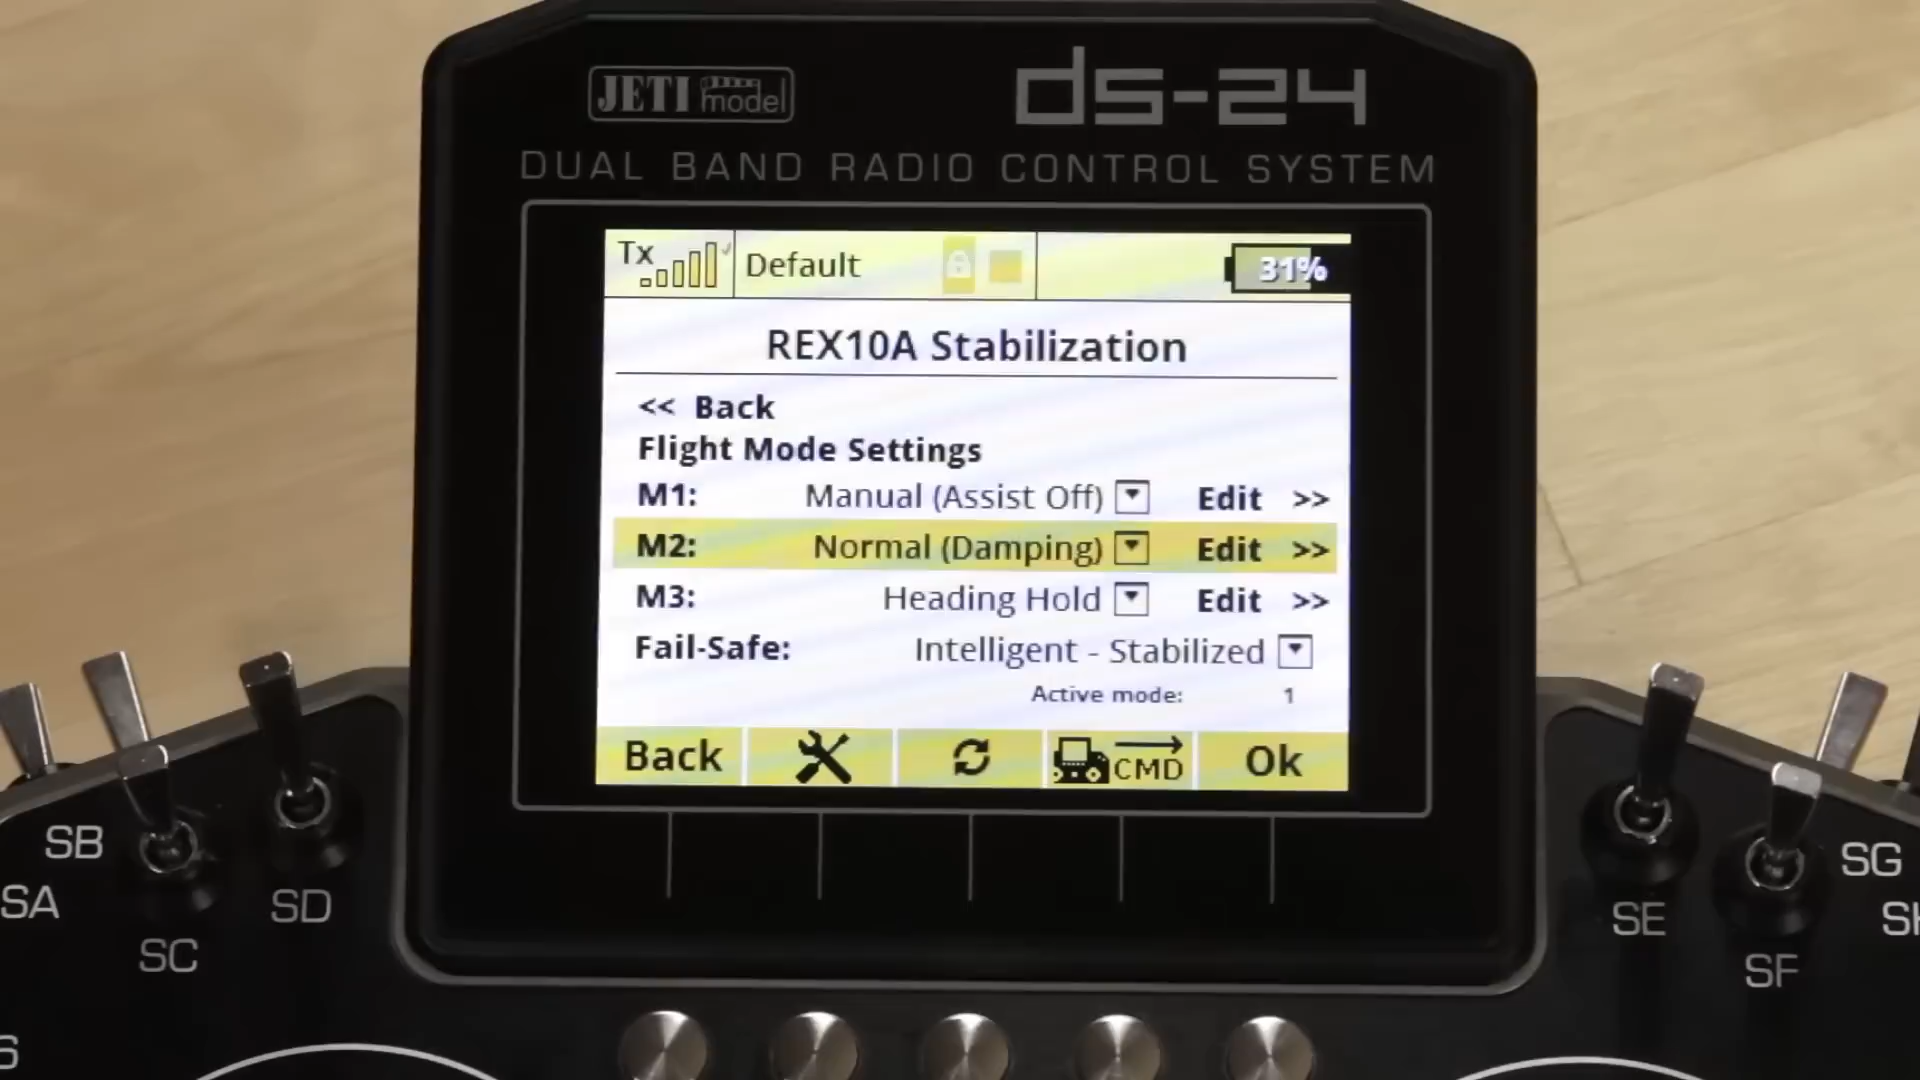 JETI model ds-24
DUAL BAND RADIO CONTROL SYSTEM
Tx Default 31%
REX10A Stabilization
<< Back
Flight Mode Settings
M1: Manual (Assist Off) Edit >>
M2: Normal (Damping) Edit >>
M3: Heading Hold Edit >>
Fail-Safe: Intelligent - Stabilized
Active mode: 1
Back CMD Ok
SB SG
SA SD SE
SC SF